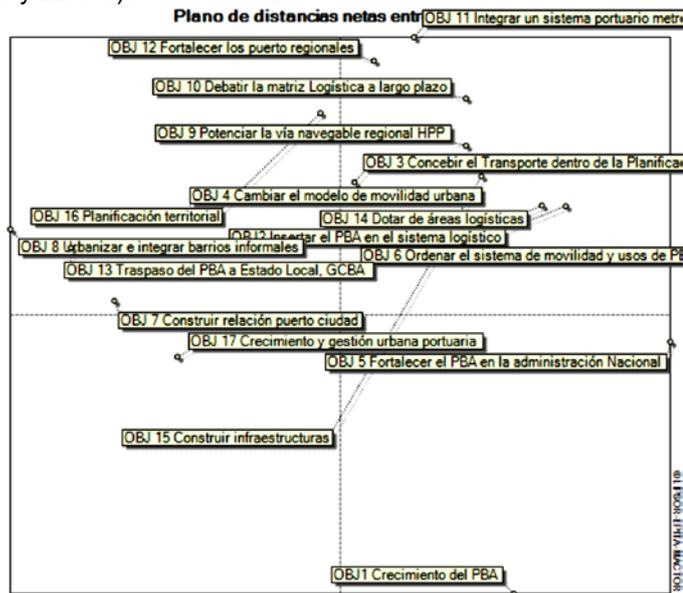 Plano de distancias netas entr
OBJ 11 Integrar un sistema portuario metr
OBJ 12 Fortalecer los puerto regionales
OBJ 10 Debatir la matriz Logística a largo plazo
OBJ 9 Potenciar la vía navegable regional HPP
OBJ 3 Concebir el Transporte dentro de la Planifica
OBJ 4 Cambiar el modelo de movilidad urbana
OBJ 16 Planificación territorial
OBJ 14 Dotar de áreas logísticas
OBJ2 Insertar el PBA en el sistema logístico
OBJ 8 Urbanizar e integrar barrios informales
OBJ 6 Ordenar el sistema de movilidad y usos de PB
OBJ 13 Traspaso del PBA a Estado Local, GCBA
OBJ 7 Construir relación puerto ciudad
OBJ 17 Crecimiento y gestión urbana portuaria
OBJ 5 Fortalecer el PBA en la administración Nacional
OBJ 15 Construir infraestructuras
OBJ1 Crecimiento del PBA
© LIPSOR-EPITA-MACTOR